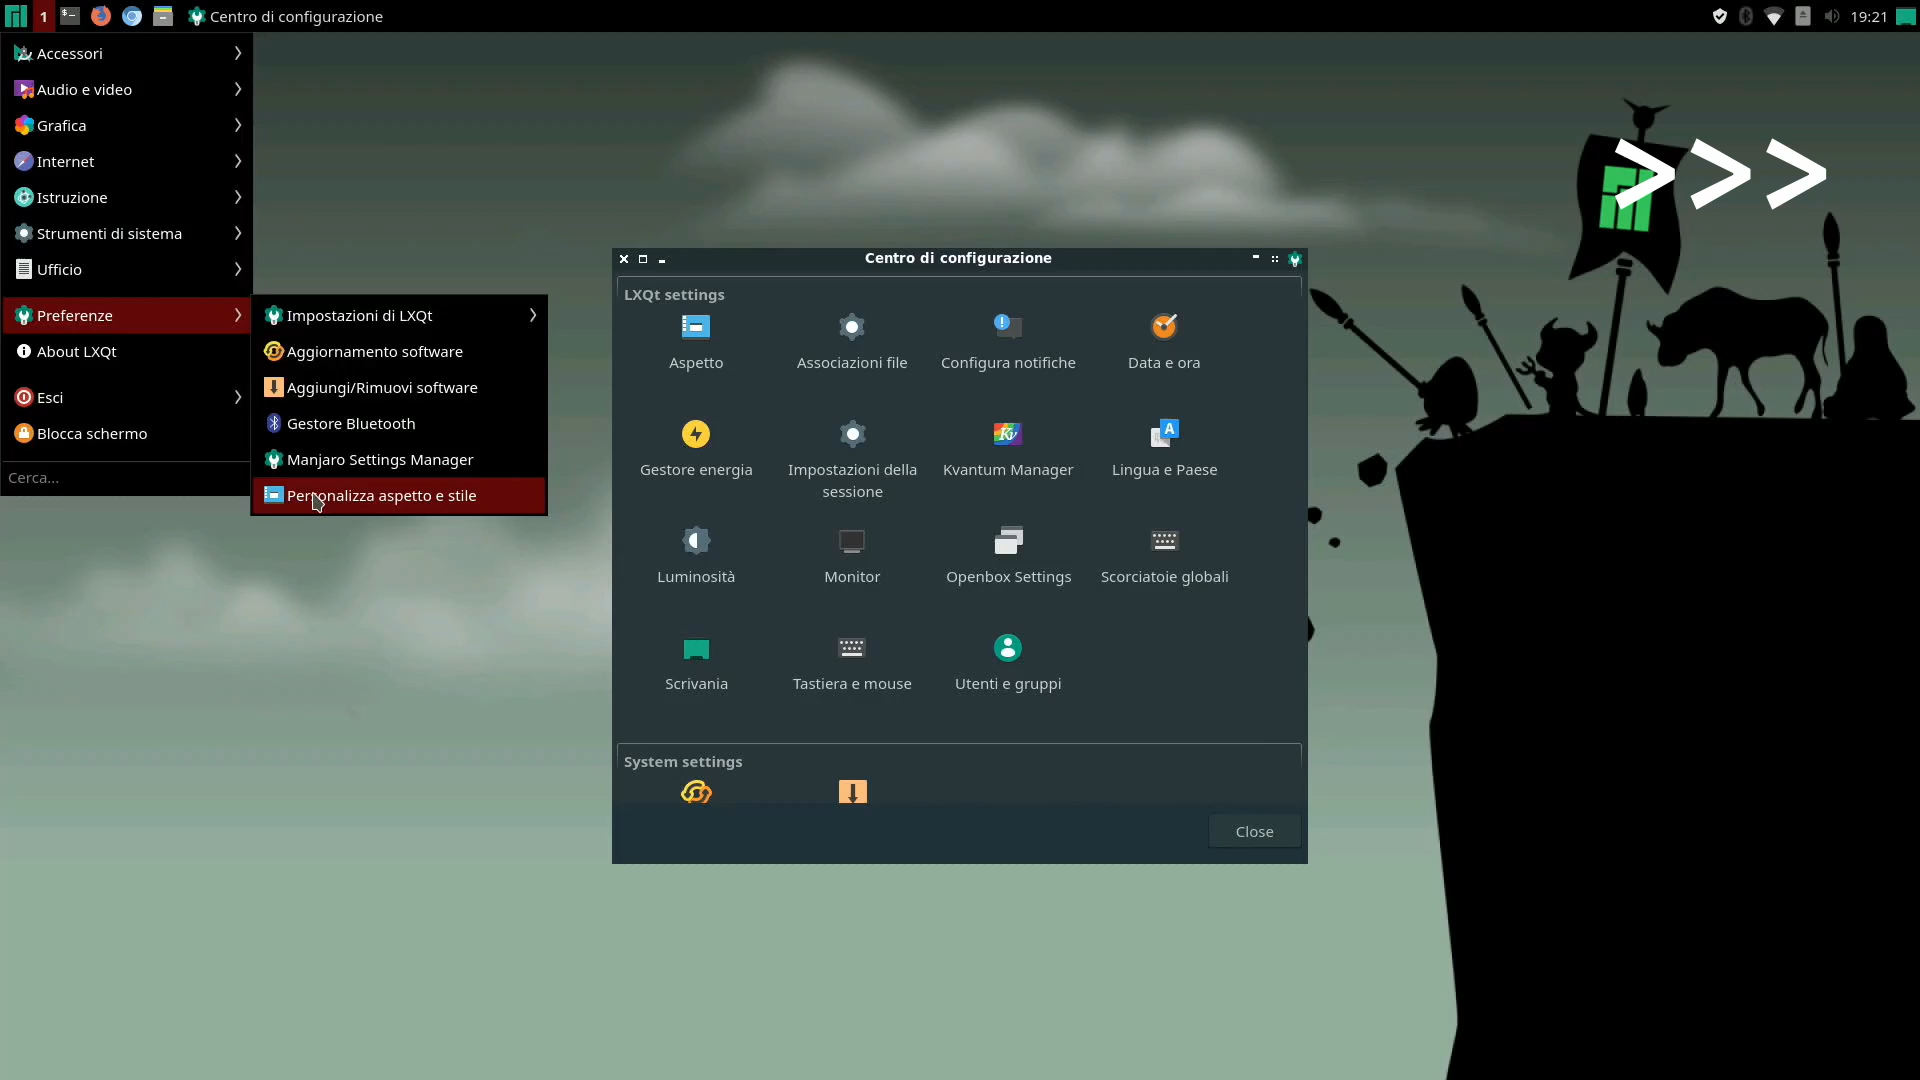 1
Centro di configurazione
19:21
Accessori
Audio e video
Grafica
Internet
Istruzione
Strumenti di sistema
Ufficio
Preferenze
About LXQt
Esci
Blocca schermo
Cerca...
Impostazioni di LXQt
Aggiornamento software
Aggiungi/Rimuovi software
Gestore Bluetooth
Manjaro Settings Manager
Personalizza aspetto e stile
>>>
Centro di configurazione
LXQt settings
Aspetto
Associazioni file
Configura notifiche
Data e ora
Gestore energia
Impostazioni della
sessione
Kvantum Manager
Lingua e Paese
Luminosità
Monitor
Openbox Settings
Scorciatoie globali
Scrivania
Tastiera e mouse
Utenti e gruppi
System settings
Close